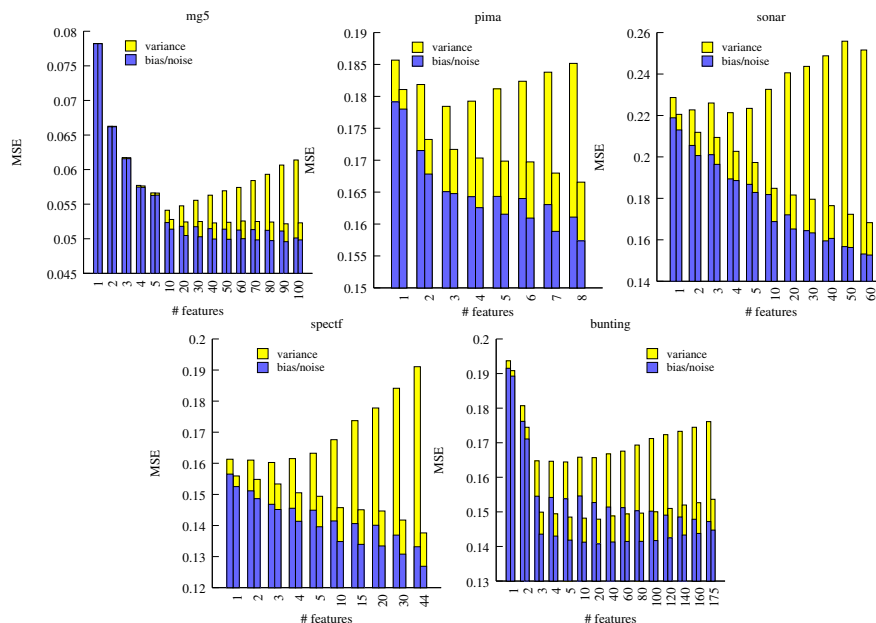 mg5
0.08
0.075
0.07
0.065
0.06
0.055
0.05
0.045
MSE
variance
bias/noise
1 2 3 4 5 10 20 30 40 50 60 70 80 90 100
# features
pima
0.19
0.185
0.18
0.175
0.17
0.165
0.16
0.155
0.15
MSE
variance
bias/noise
1 2 3 4 5 6 7 8
# features
sonar
0.26
0.24
0.22
0.2
0.18
0.16
0.14
MSE
variance
bias/noise
1 2 3 4 5 10 20 30 40 50 60
# features
spectf
0.2
0.19
0.18
0.17
0.16
0.15
0.14
0.13
0.12
MSE
variance
bias/noise
1 2 3 4 5 10 15 20 30 44
# features
bunting
0.2
0.19
0.18
0.17
0.16
0.15
0.14
0.13
MSE
variance
bias/noise
1 2 3 4 5 10 20 40 60 80 100 120 140 160 175
# features